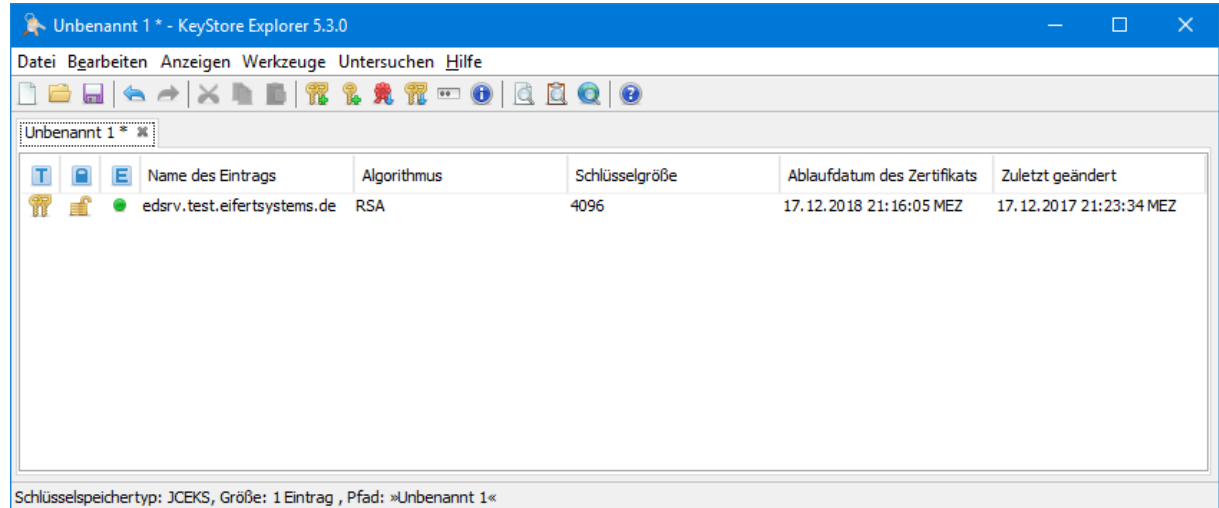 Unbenannt 1 * - KeyStore Explorer 5.3.0
Datei Bearbeiten Anzeigen Werkzeuge Untersuchen Hilfe
Unbenannt 1 *
T E Name des Eintrags Algorithmus Schlüsselgröße Ablaufdatum des Zertifikats Zuletzt geändert
edsrv.test.eifertsystems.de RSA 4096 17.12.2018 21:16:05 MEZ 17.12.2017 21:23:34 MEZ
Schlüsselspeichertyp: JCEKS, Größe: 1 Eintrag , Pfad: »Unbenannt 1«